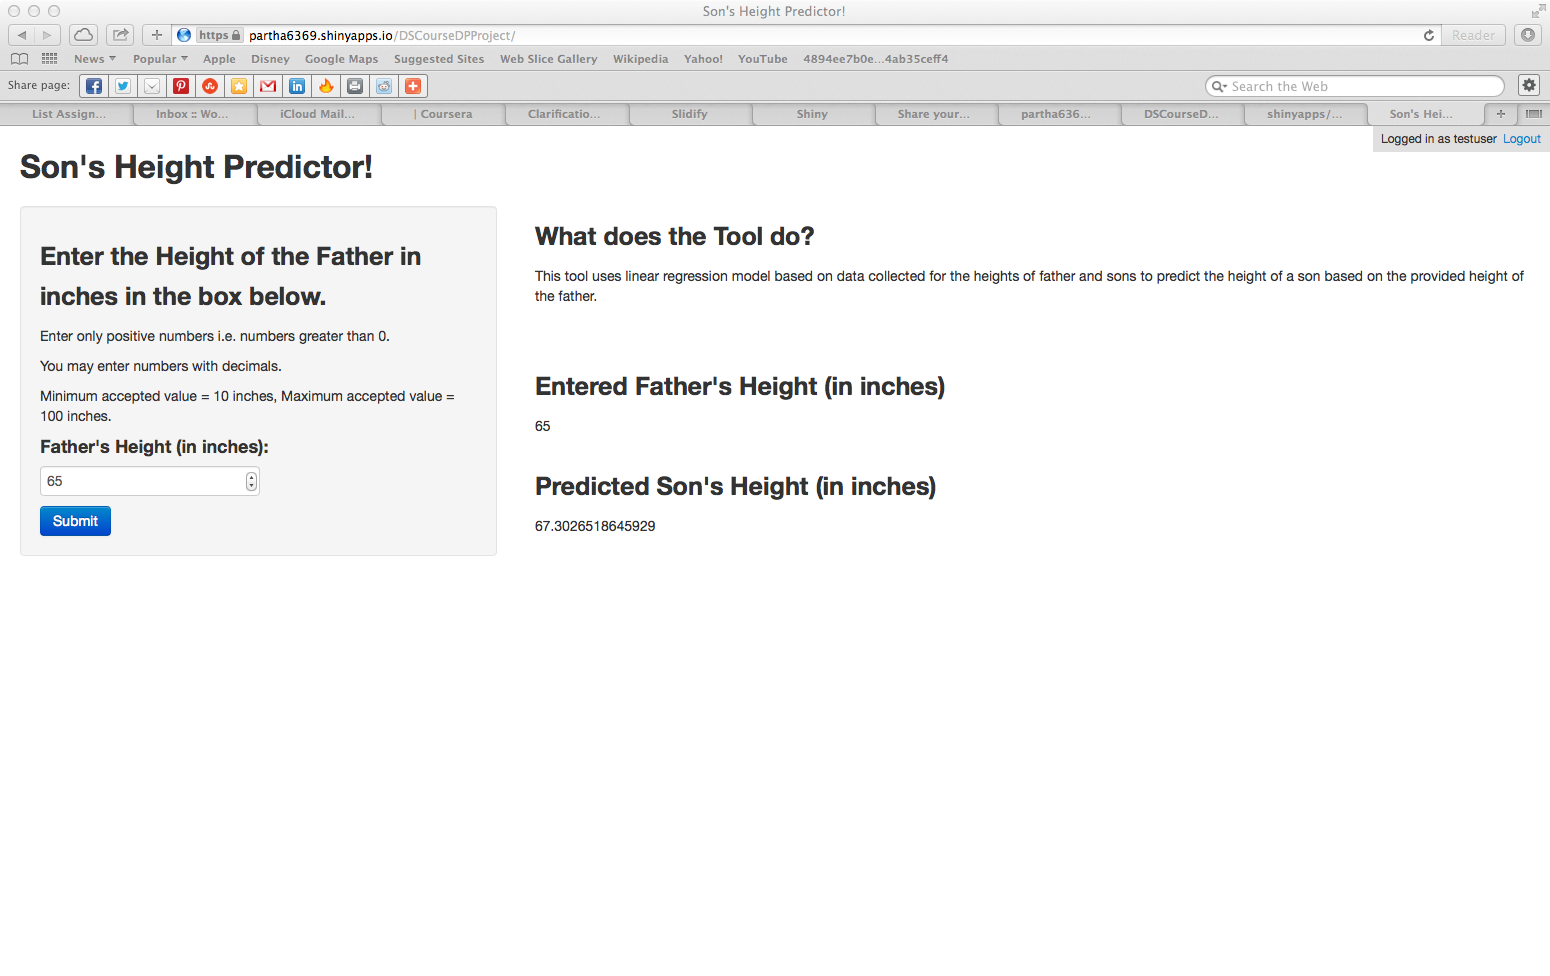 Son's Height Predictor!
https partha6369.shinyapps.io/DSCourseDPProject/ Reader
News Popular Apple Disney Google Maps Suggested Sites Web Slice Gallery Wikipedia Yahoo! YouTube 4894ee7b0e...4ab35ceff4
Share page: Search the Web
List Assign... Inbox :: Wo... iCloud Mail... | Coursera Clarificatio... Slidify Shiny Share your... partha636... DSCourseD... shinyapps/... Son's Hei...
Logged in as testuser Logout
Son's Height Predictor!
Enter the Height of the Father in
inches in the box below.
Enter only positive numbers i.e. numbers greater than 0.
You may enter numbers with decimals.
Minimum accepted value = 10 inches, Maximum accepted value =
100 inches.
Father's Height (in inches):
65
Submit
What does the Tool do?
This tool uses linear regression model based on data collected for the heights of father and sons to predict the height of a son based on the provided height of
the father.
Entered Father's Height (in inches)
65
Predicted Son's Height (in inches)
67.3026518645929